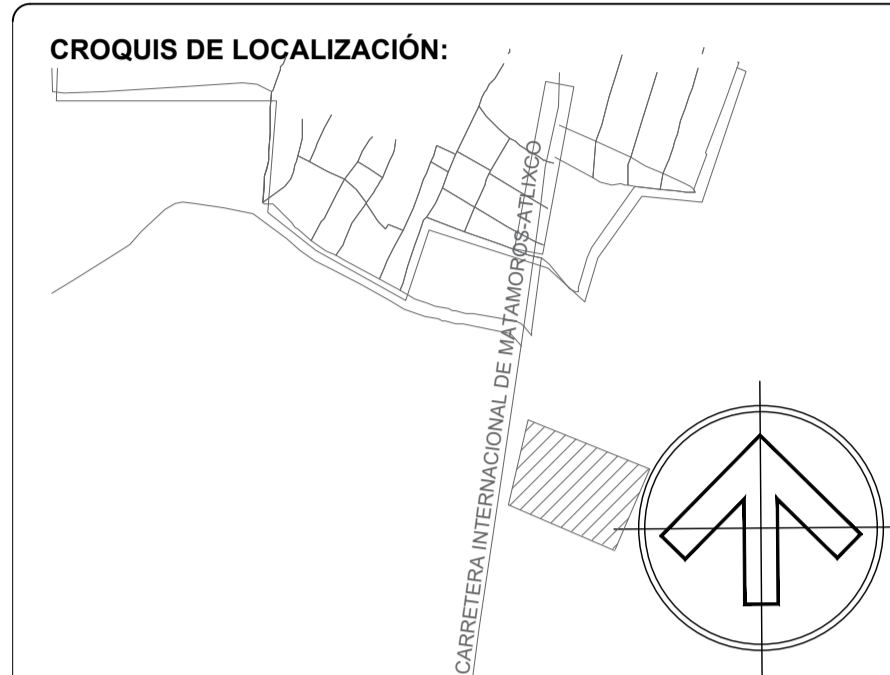 CROQUIS DE LOCALIZACIÓN:
CARRETERA INTERNACIONAL DE MATAMOROS-ATLIXCO